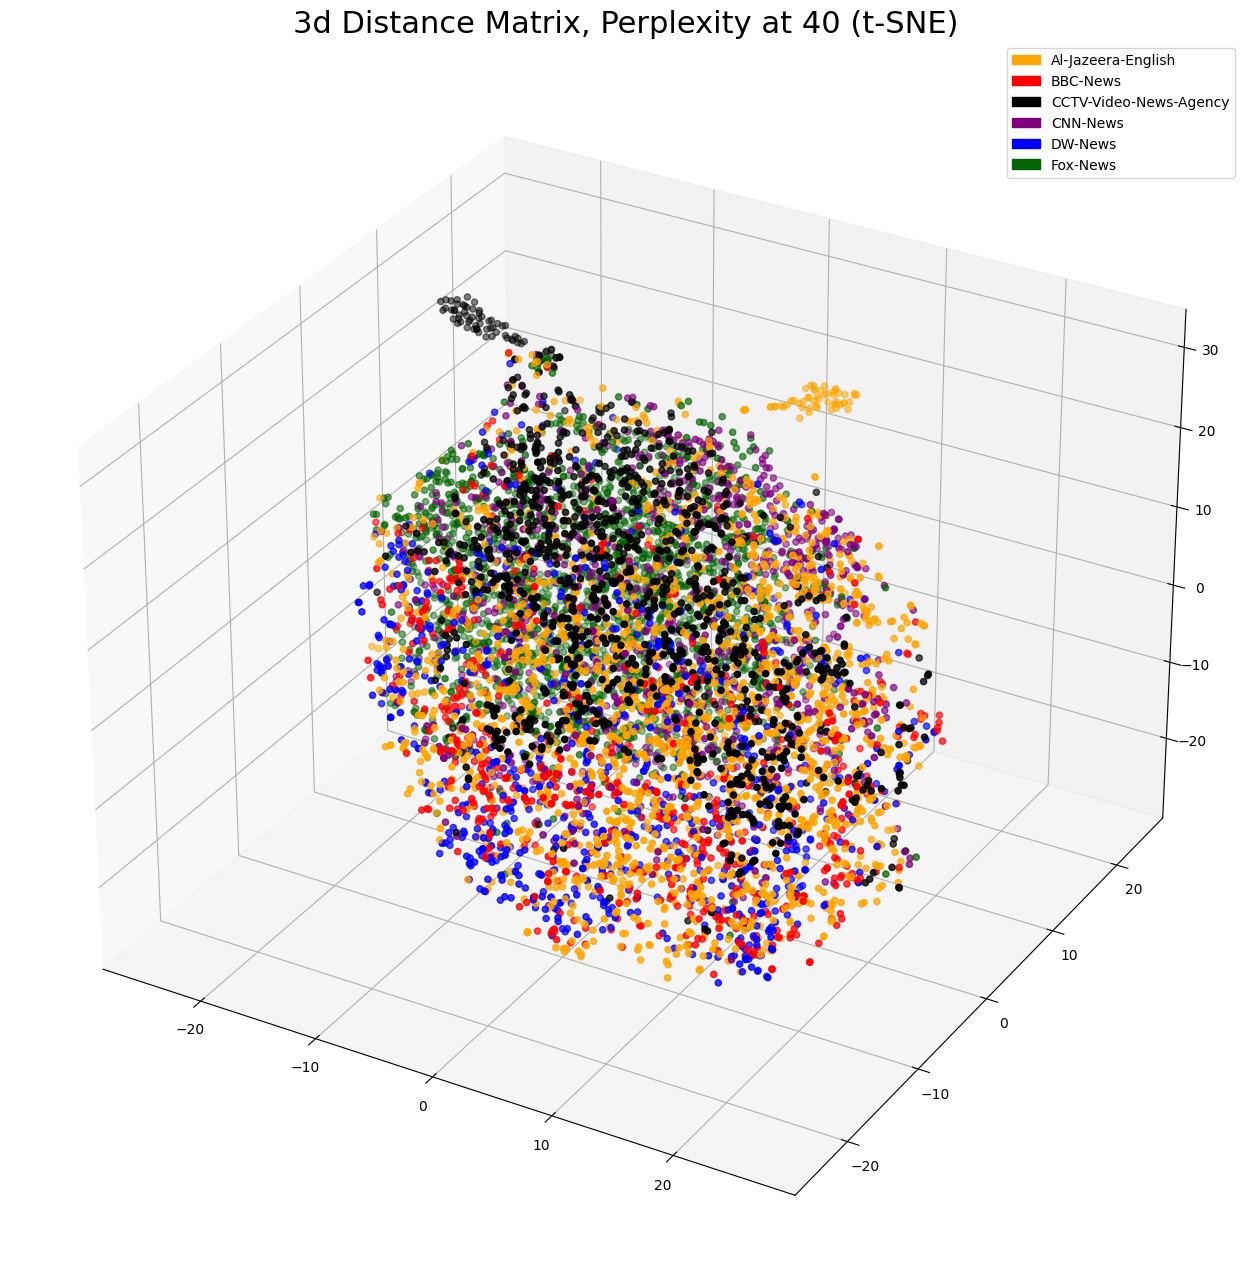 3d Distance Matrix, Perplexity at 40 (t-SNE)
Al-Jazeera-English
BBC-News
CCTV-Video-News-Agency
CNN-News
DW-News
Fox-News
30
20
10
0
−10
−20
20
10
0
−10
−20
−20
−10
0
10
20